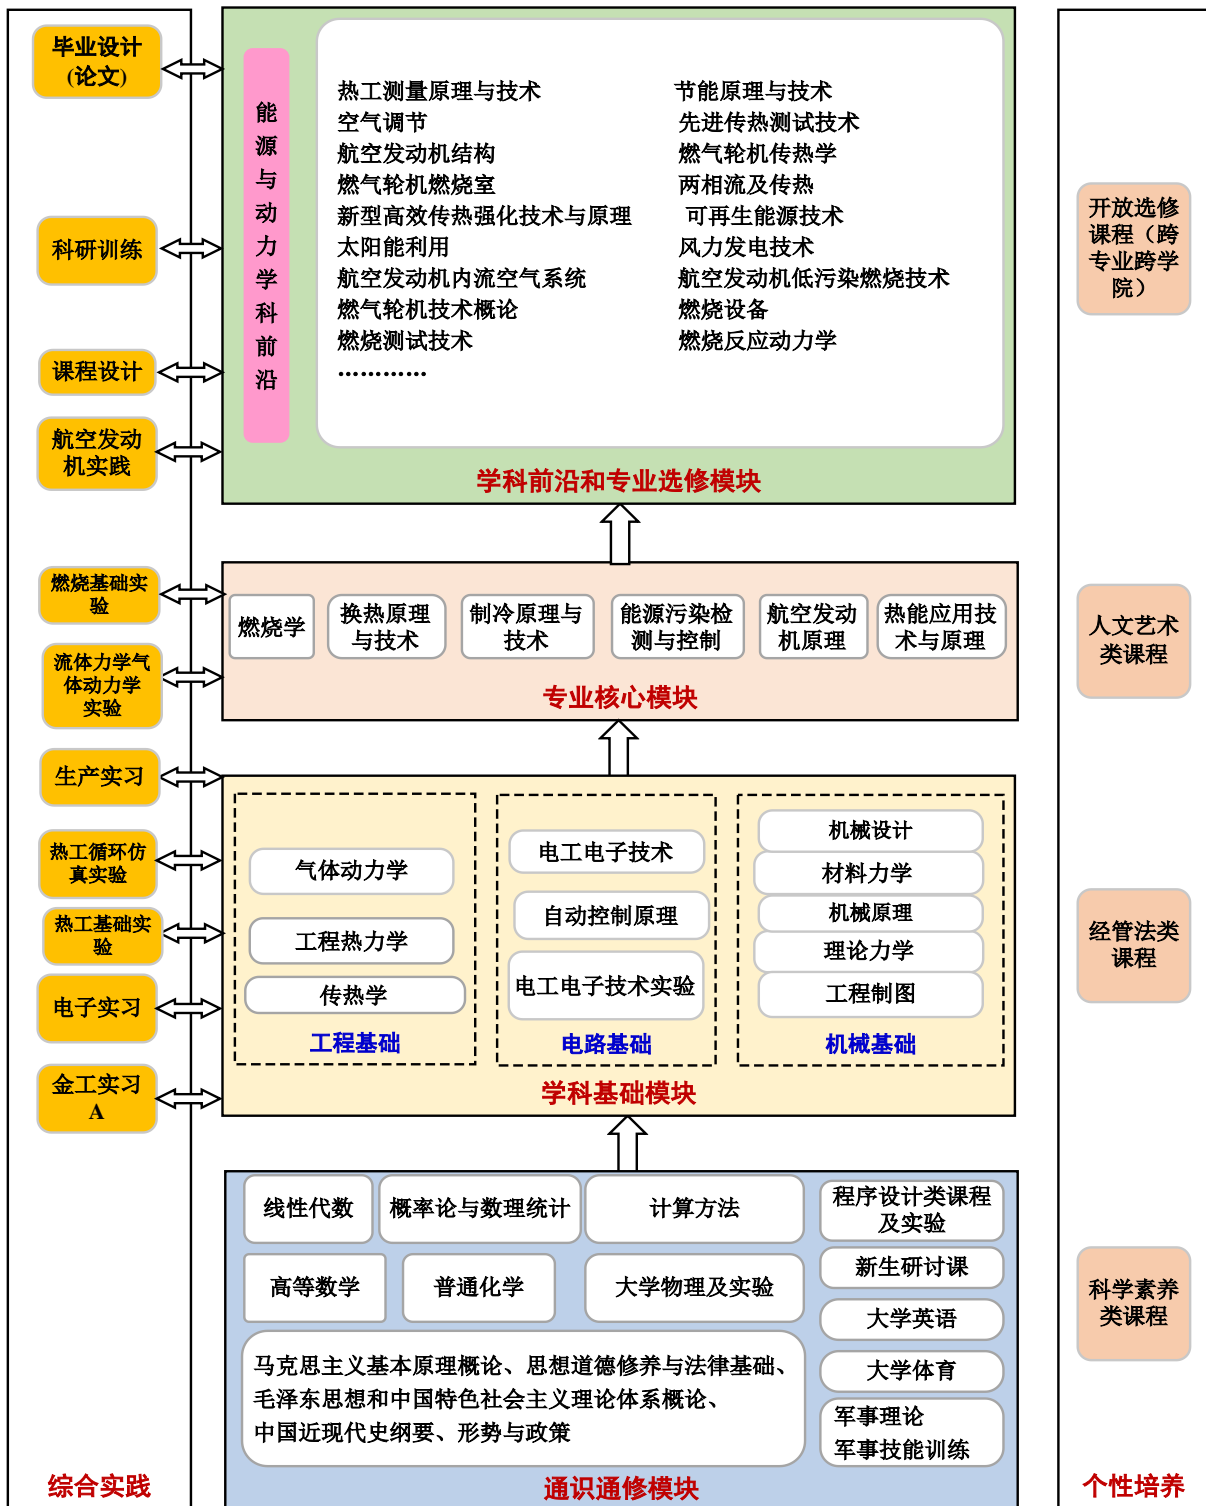 毕业设计
(论文)
科研训练
课程设计
航空发动
机实践
燃烧基础实
验
流体力学气
体动力学
实验
生产实习
热工循环仿
真实验
热工基础实
验
电子实习
金工实习
A
综合实践
能
源
与
动
力
学
科
前
沿
热工测量原理与技术 节能原理与技术
空气调节 先进传热测试技术
航空发动机结构 燃气轮机传热学
燃气轮机燃烧室 两相流及传热
新型高效传热强化技术与原理 可再生能源技术
太阳能利用 风力发电技术
航空发动机内流空气系统 航空发动机低污染燃烧技术
燃气轮机技术概论 燃烧设备
燃烧测试技术 燃烧反应动力学
…………
学科前沿和专业选修模块
燃烧学
换热原理
与技术
制冷原理与
技术
能源污染检
测与控制
航空发动
机原理
热能应用技
术与原理
专业核心模块
气体动力学
工程热力学
传热学
工程基础
电工电子技术
自动控制原理
电工电子技术实验
电路基础
机械设计
材料力学
机械原理
理论力学
工程制图
机械基础
学科基础模块
线性代数
概率论与数理统计
计算方法
高等数学
普通化学
大学物理及实验
马克思主义基本原理概论、思想道德修养与法律基础、
毛泽东思想和中国特色社会主义理论体系概论、
中国近现代史纲要、形势与政策
程序设计类课程
及实验
新生研讨课
大学英语
大学体育
军事理论
军事技能训练
通识通修模块
开放选修
课程（跨
专业跨学
院）
人文艺术
类课程
经管法类
课程
科学素养
类课程
个性培养